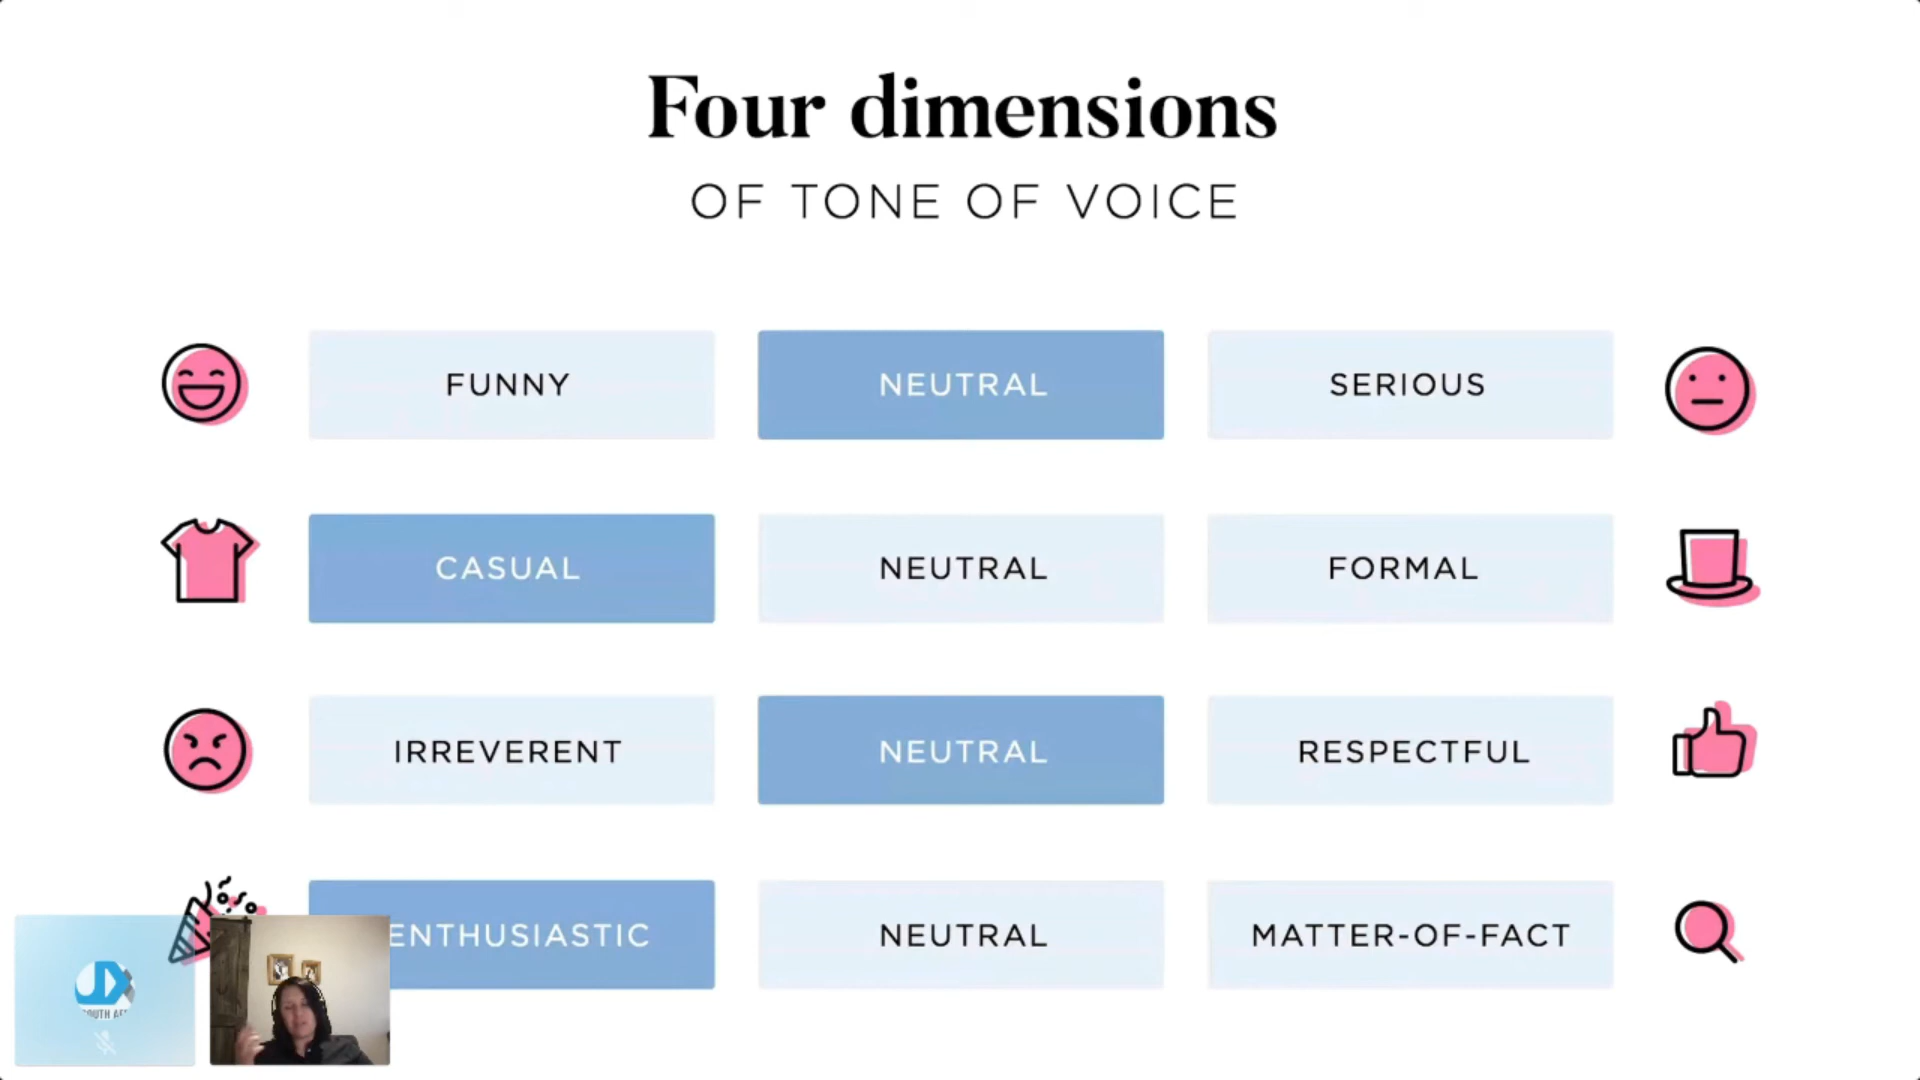 Four dimensions
OF TONE OF VOICE
FUNNY NEUTRAL SERIOUS
CASUAL NEUTRAL FORMAL
IRREVERENT NEUTRAL RESPECTFUL
ENTHUSIASTIC NEUTRAL MATTER-OF-FACT